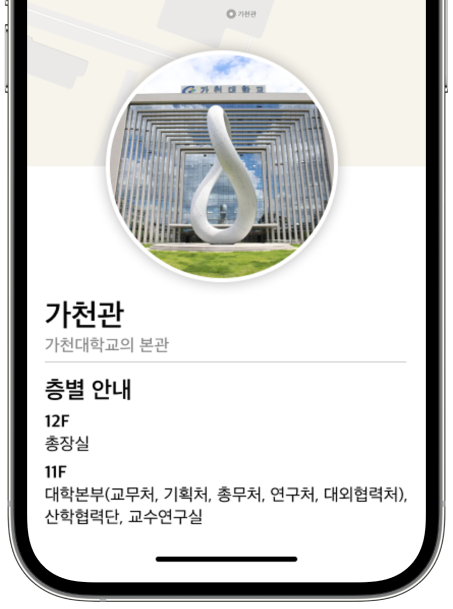 가천관
가천대학교
가천관
가천대학교의 본관
층별 안내
12F
총장실
11F
대학본부(교무처, 기획처, 총무처, 연구처, 대외협력처),
산학협력단, 교수연구실